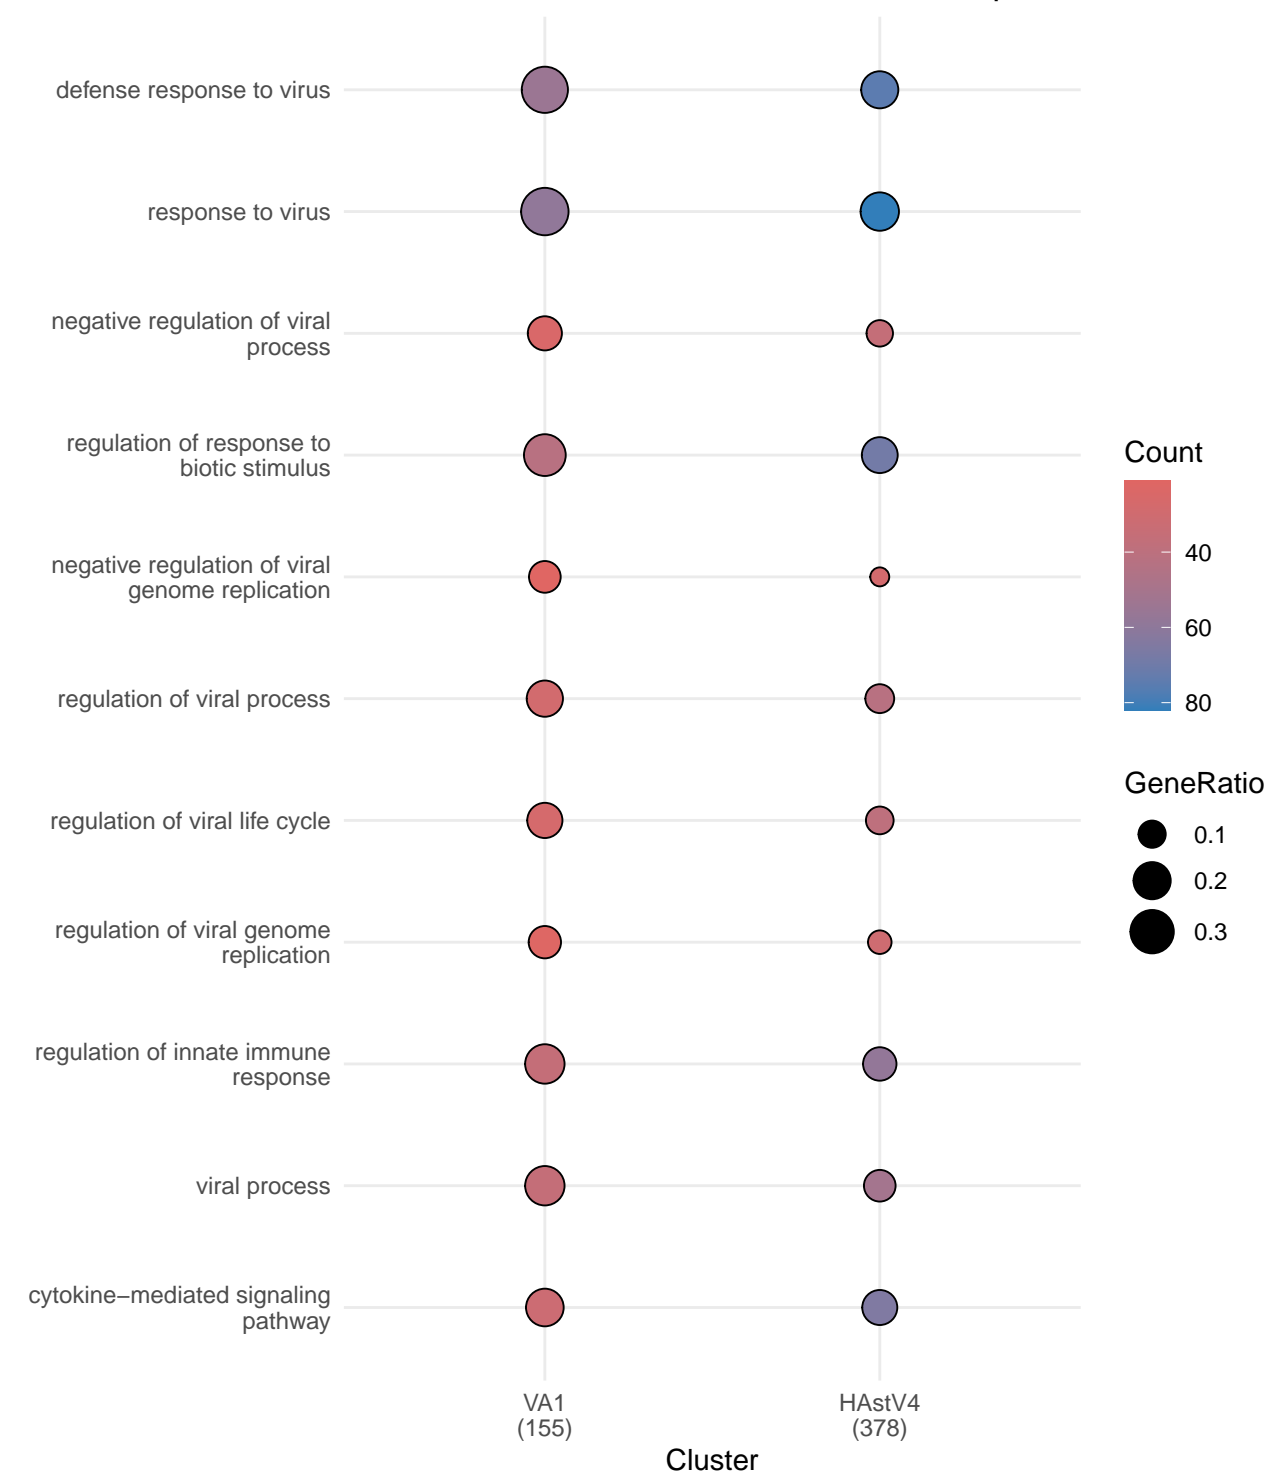 defense response to virus
response to virus
negative regulation of viral
process
regulation of response to
biotic stimulus
negative regulation of viral
genome replication
regulation of viral process
regulation of viral life cycle
regulation of viral genome
replication
regulation of innate immune
response
viral process
cytokine−mediated signaling
pathway
VA1
(155)
HAstV4
(378)
Cluster
Count
40
60
80
GeneRatio
0.1
0.2
0.3